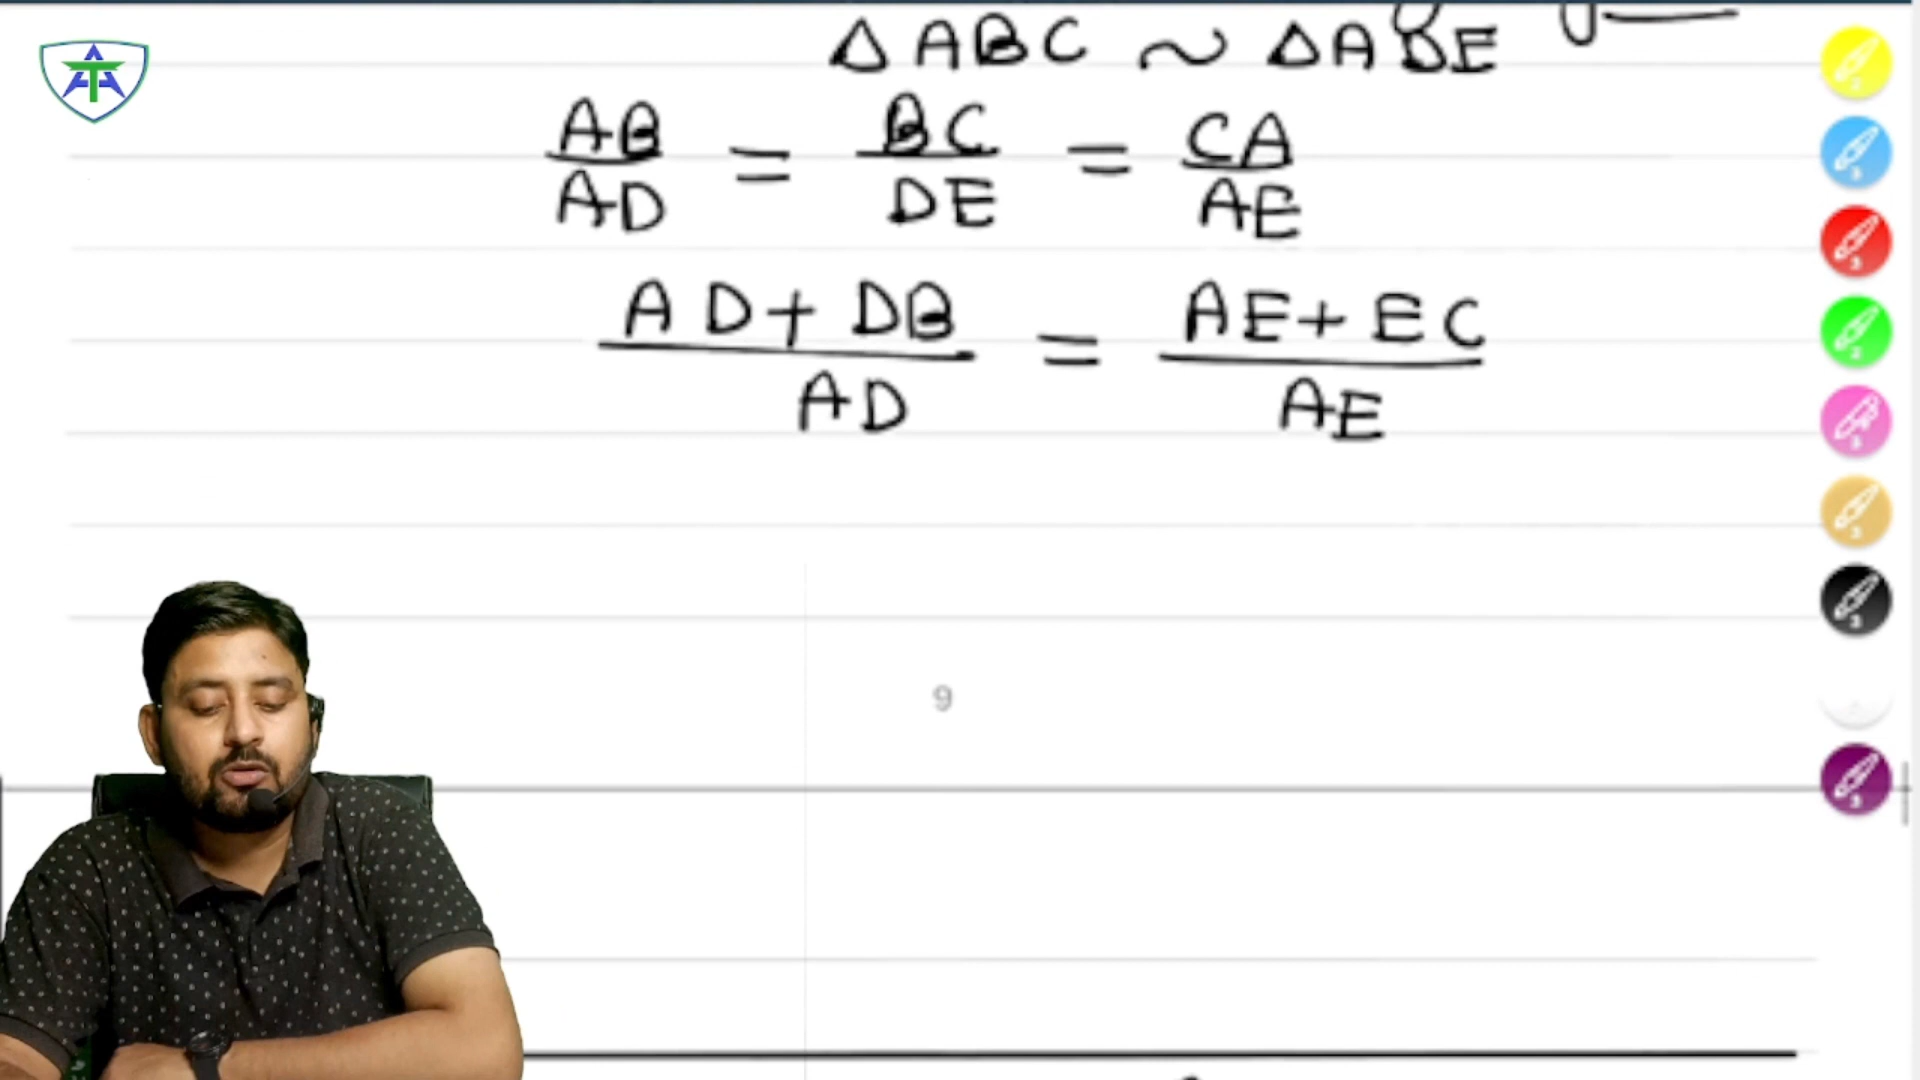 △ABC ~ △ADE
AB/AD = BC/DE = CA/AE
AD+DB/AD = AE+EC/AE
9